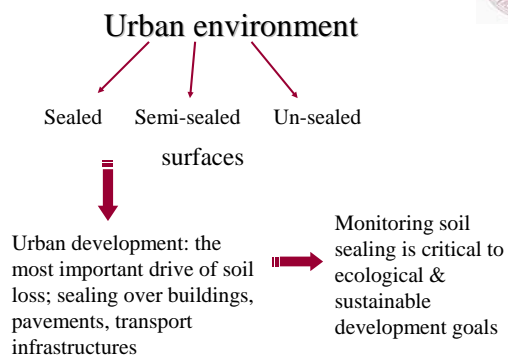 Urban environment
Sealed Semi-sealed Un-sealed
surfaces
Urban development: the
most important drive of soil
loss; sealing over buildings,
pavements, transport
infrastructures
Monitoring soil
sealing is critical to
ecological &
sustainable
development goals